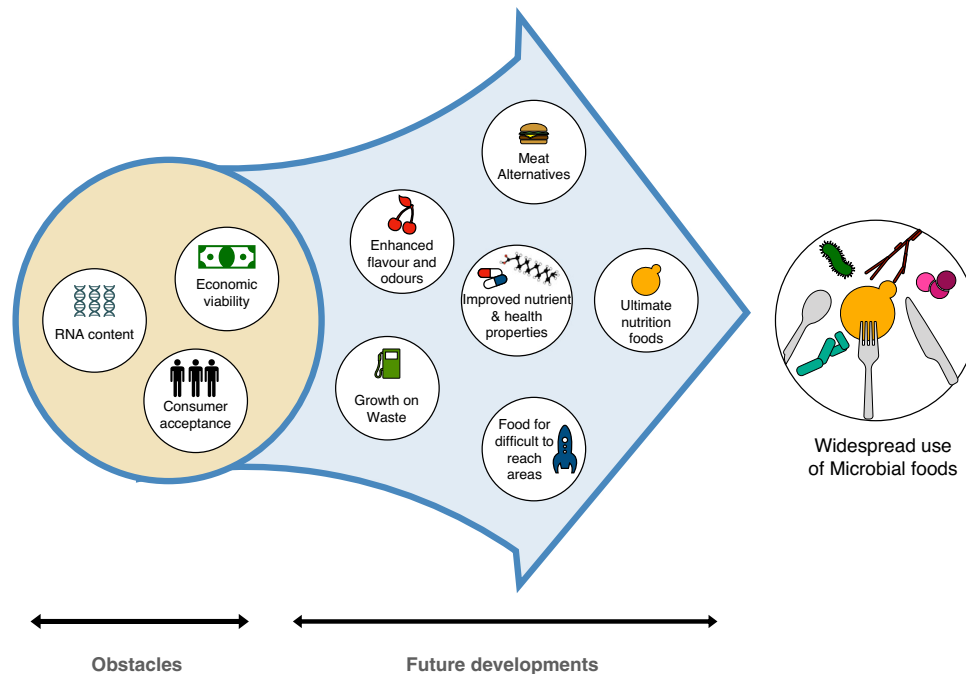 RNA content
Economic
viability
Consumer
acceptance
Enhanced
flavour and
odours
Growth on
Waste
Meat
Alternatives
Improved nutrient
& health
properties
Food for
difficult to
reach
areas
Ultimate
nutrition
foods
Widespread use
of Microbial foods
Obstacles
Future developments